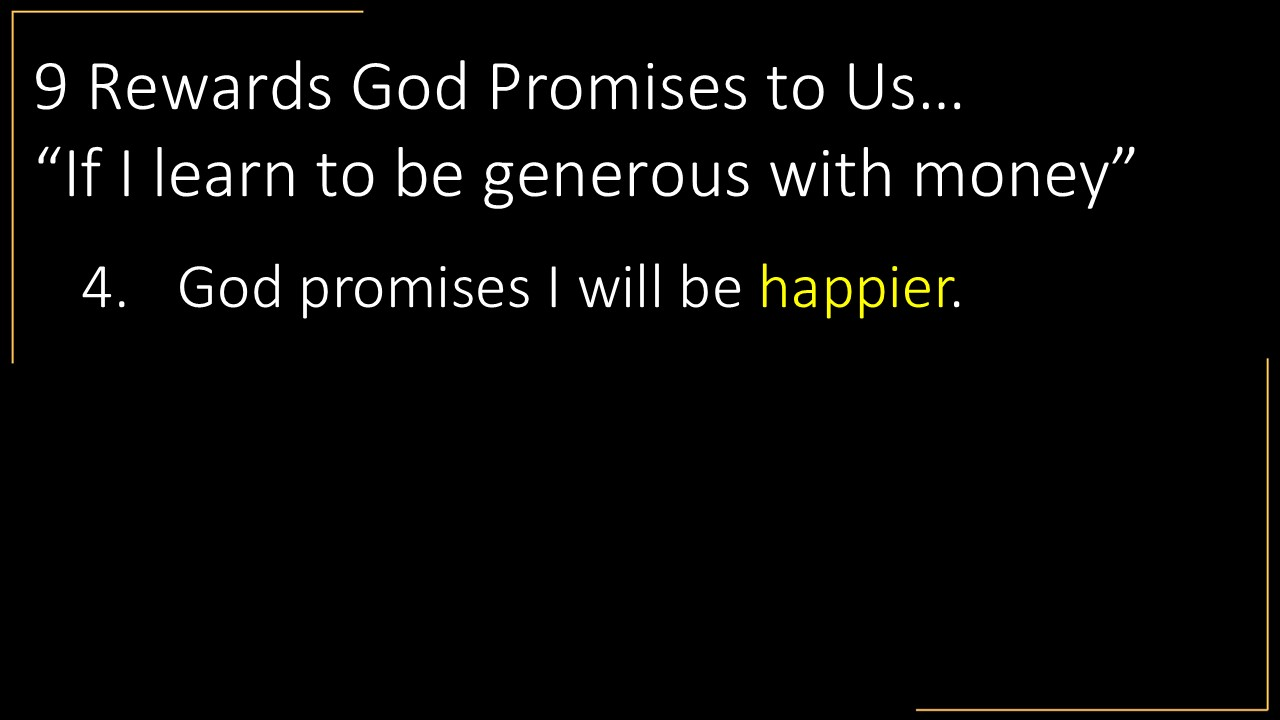 9 Rewards God Promises to Us…
“If I learn to be generous with money”
4. God promises I will be happier.